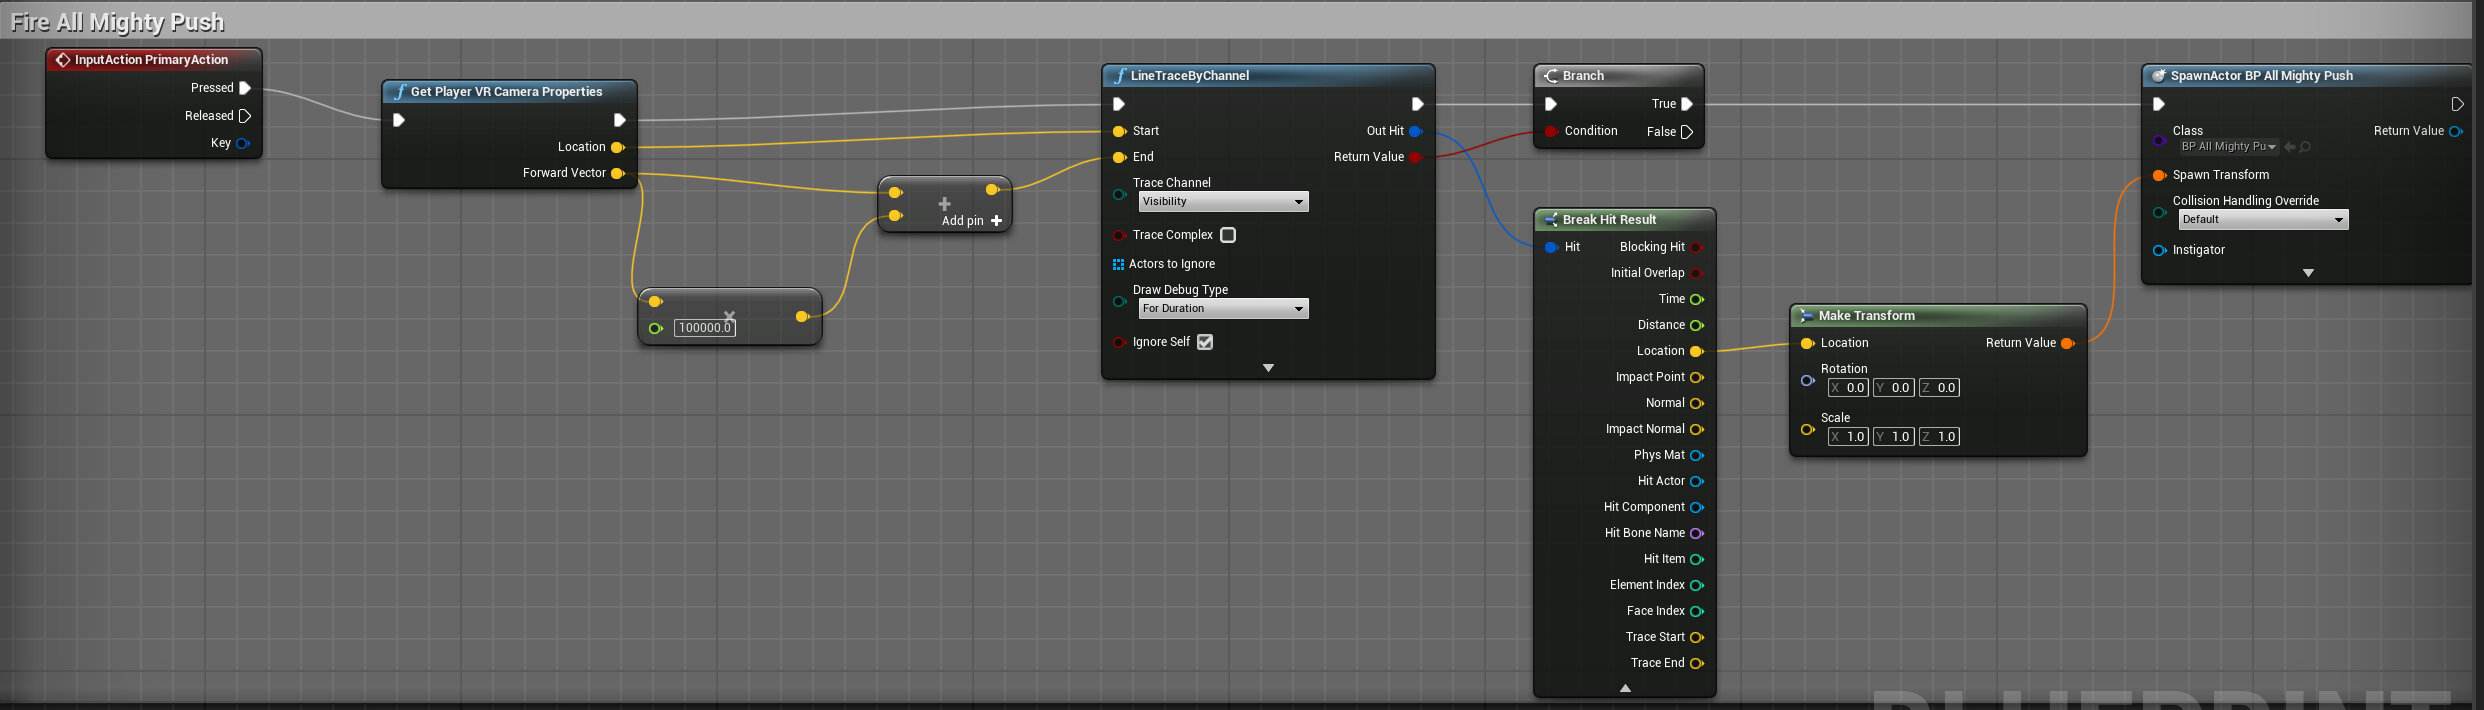 Fire All Mighty Push
InputAction PrimaryAction
Pressed
Released
Key
Get Player VR Camera Properties
Location
Forward Vector
Add pin
100000.0
LineTraceByChannel
Start
Out Hit
End
Return Value
Trace Channel
Visibility
Trace Complex
Actors to Ignore
Draw Debug Type
For Duration
Ignore Self
Branch
True
Condition
False
Break Hit Result
Hit
Blocking Hit
Initial Overlap
Time
Distance
Location
Impact Point
Normal
Impact Normal
Phys Mat
Hit Actor
Hit Component
Hit Bone Name
Hit Item
Element Index
Face Index
Trace Start
Trace End
Make Transform
Location
Return Value
Rotation
X 0.0 Y 0.0 Z 0.0
Scale
X 1.0 Y 1.0 Z 1.0
SpawnActor BP All Mighty Push
Class
Return Value
BP All Mighty Pu
Spawn Transform
Collision Handling Override
Default
Instigator
BLUEPRINT